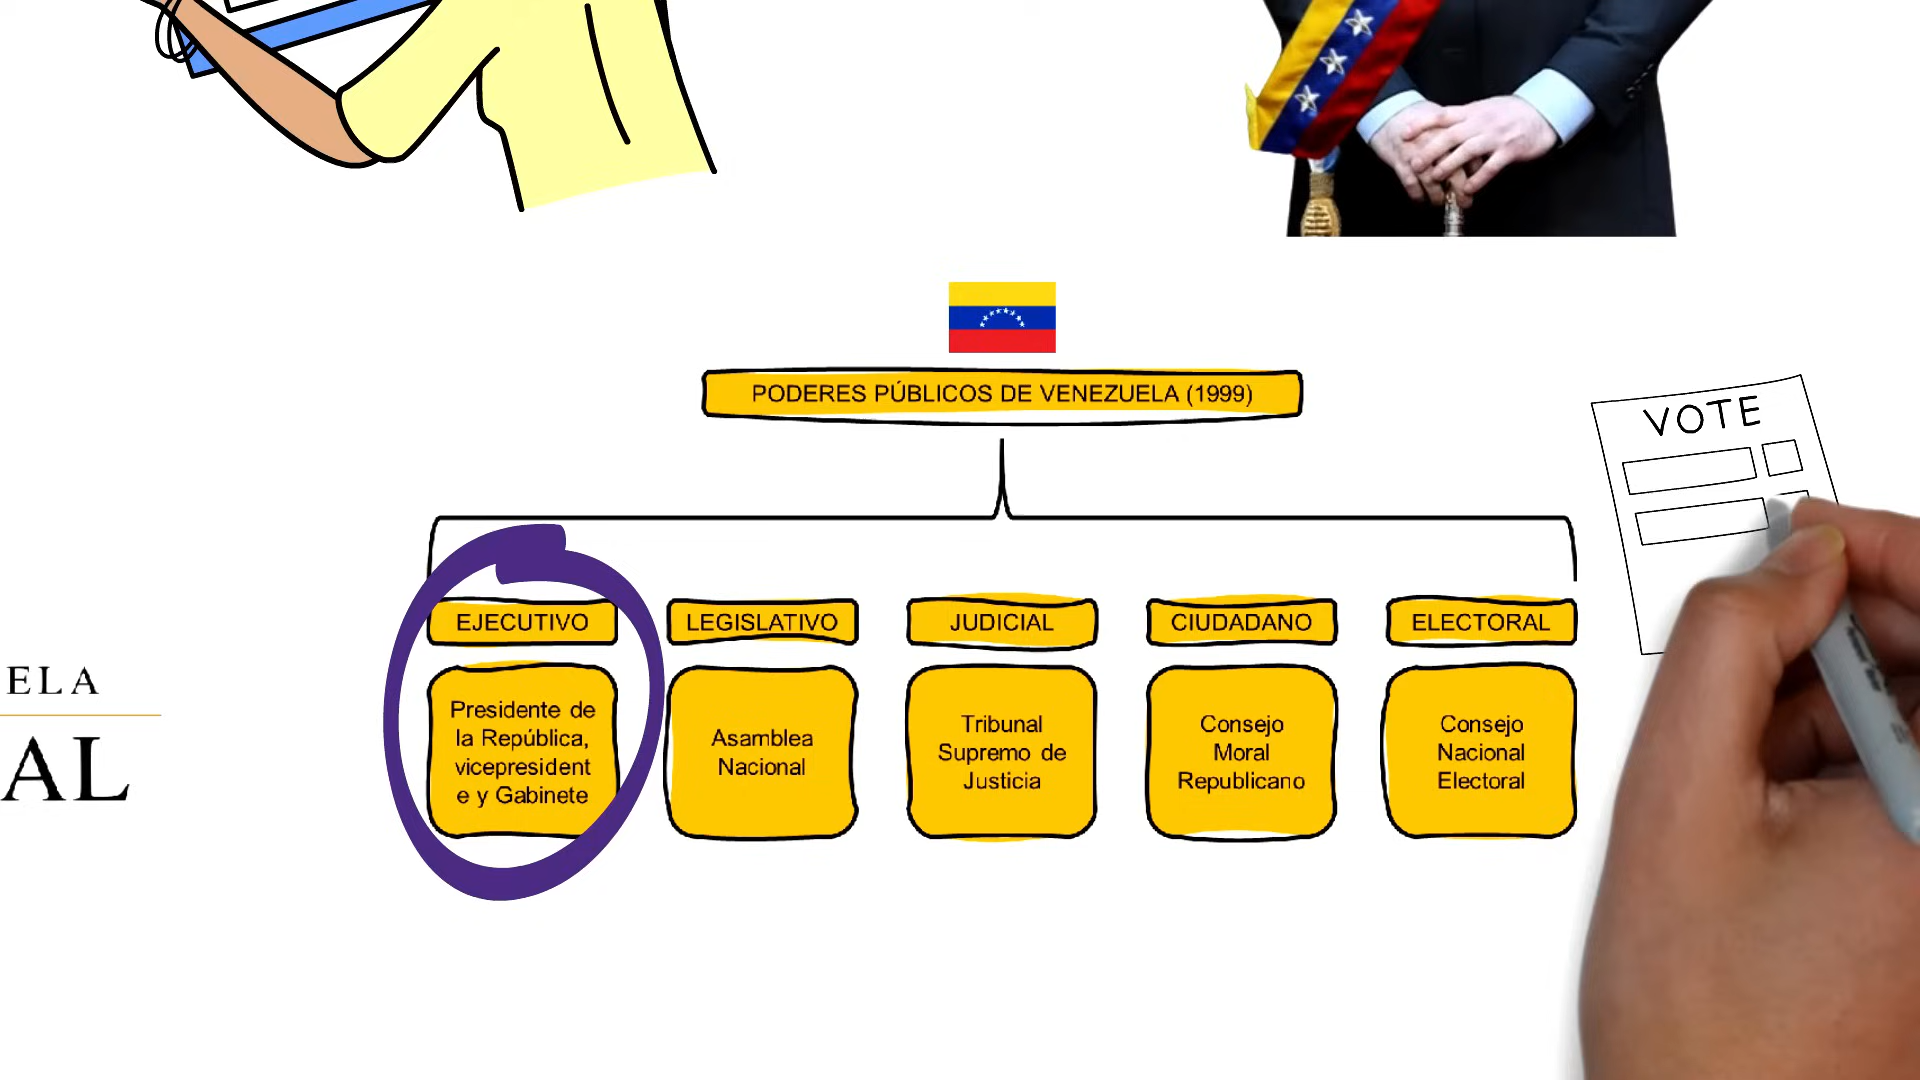 PODERES PÚBLICOS DE VENEZUELA (1999)
VOTE
EJECUTIVO
LEGISLATIVO
JUDICIAL
CIUDADANO
ELECTORAL
Presidente de
la República,
vicepresident
e y Gabinete
Asamblea
Nacional
Tribunal
Supremo de
Justicia
Consejo
Moral
Republicano
Consejo
Nacional
Electoral
ELA
AL